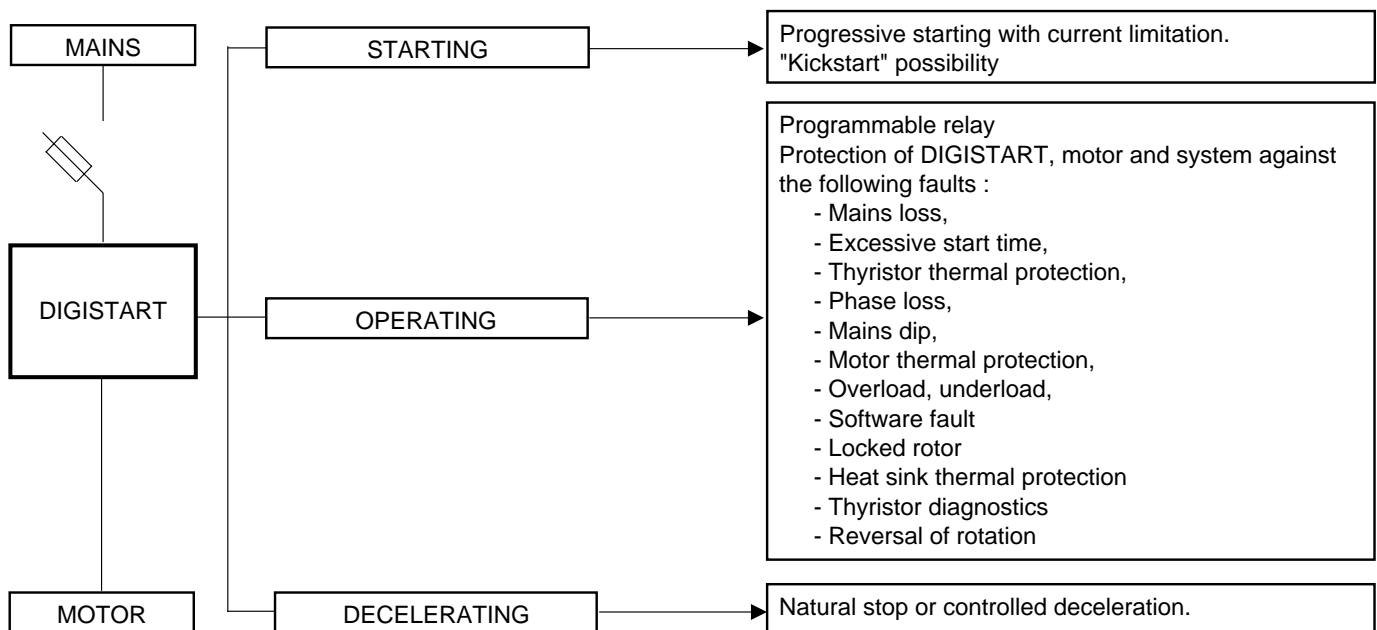 MAINS
STARTING
Progressive starting with current limitation.
"Kickstart" possibility
DIGISTART
OPERATING
Programmable relay
Protection of DIGISTART, motor and system against
the following faults :
- Mains loss,
- Excessive start time,
- Thyristor thermal protection,
- Phase loss,
- Mains dip,
- Motor thermal protection,
- Overload, underload,
- Software fault
- Locked rotor
- Heat sink thermal protection
- Thyristor diagnostics
- Reversal of rotation
MOTOR
DECELERATING
Natural stop or controlled deceleration.